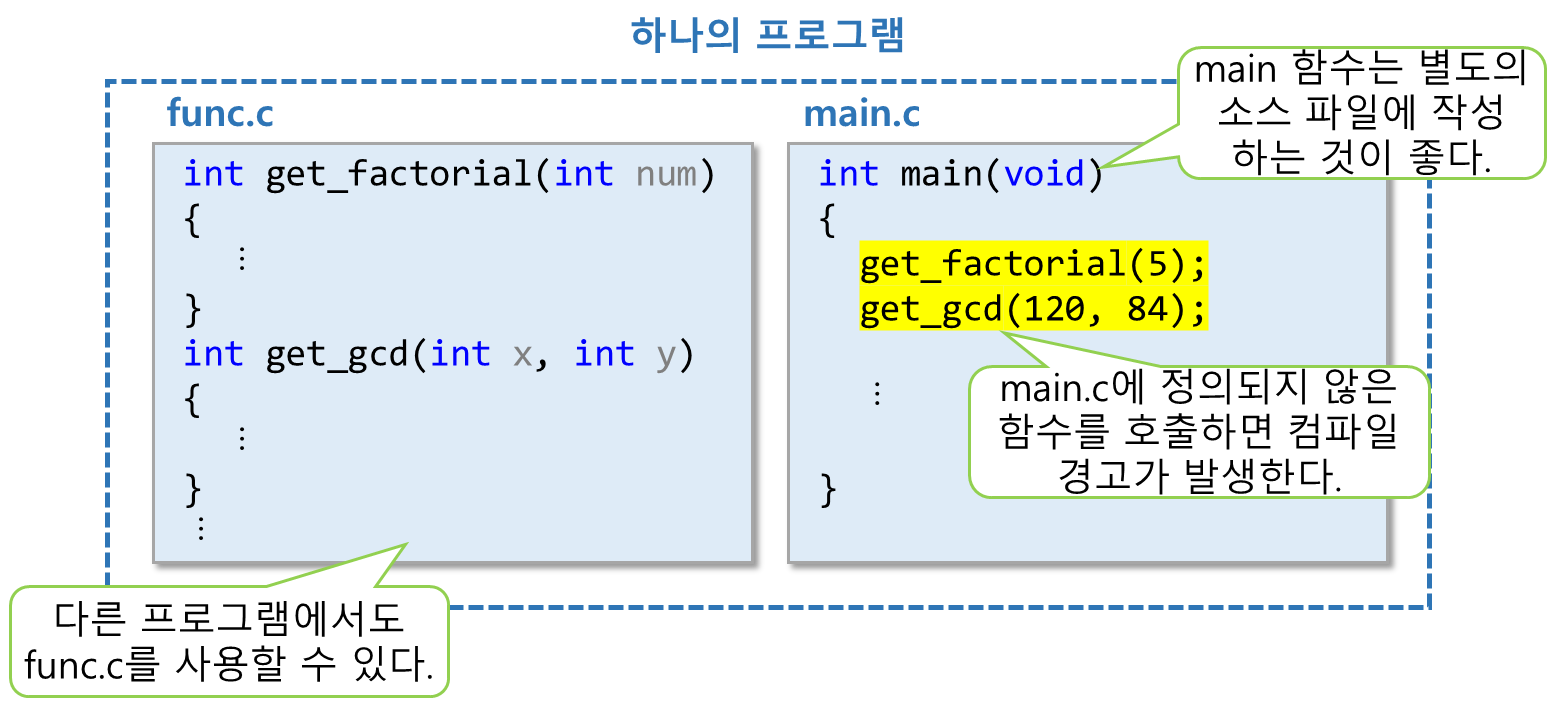 하나의 프로그램
main 함수는 별도의
소스 파일에 작성
하는 것이 좋다.
func.c
int get_factorial(int num)
{
⋮
}
int get_gcd(int x, int y)
{
⋮
}
⋮
다른 프로그램에서도
func.c를 사용할 수 있다.
main.c
int main(void)
{
get_factorial(5);
get_gcd(120, 84);
⋮
}
main.c에 정의되지 않은
함수를 호출하면 컴파일
경고가 발생한다.